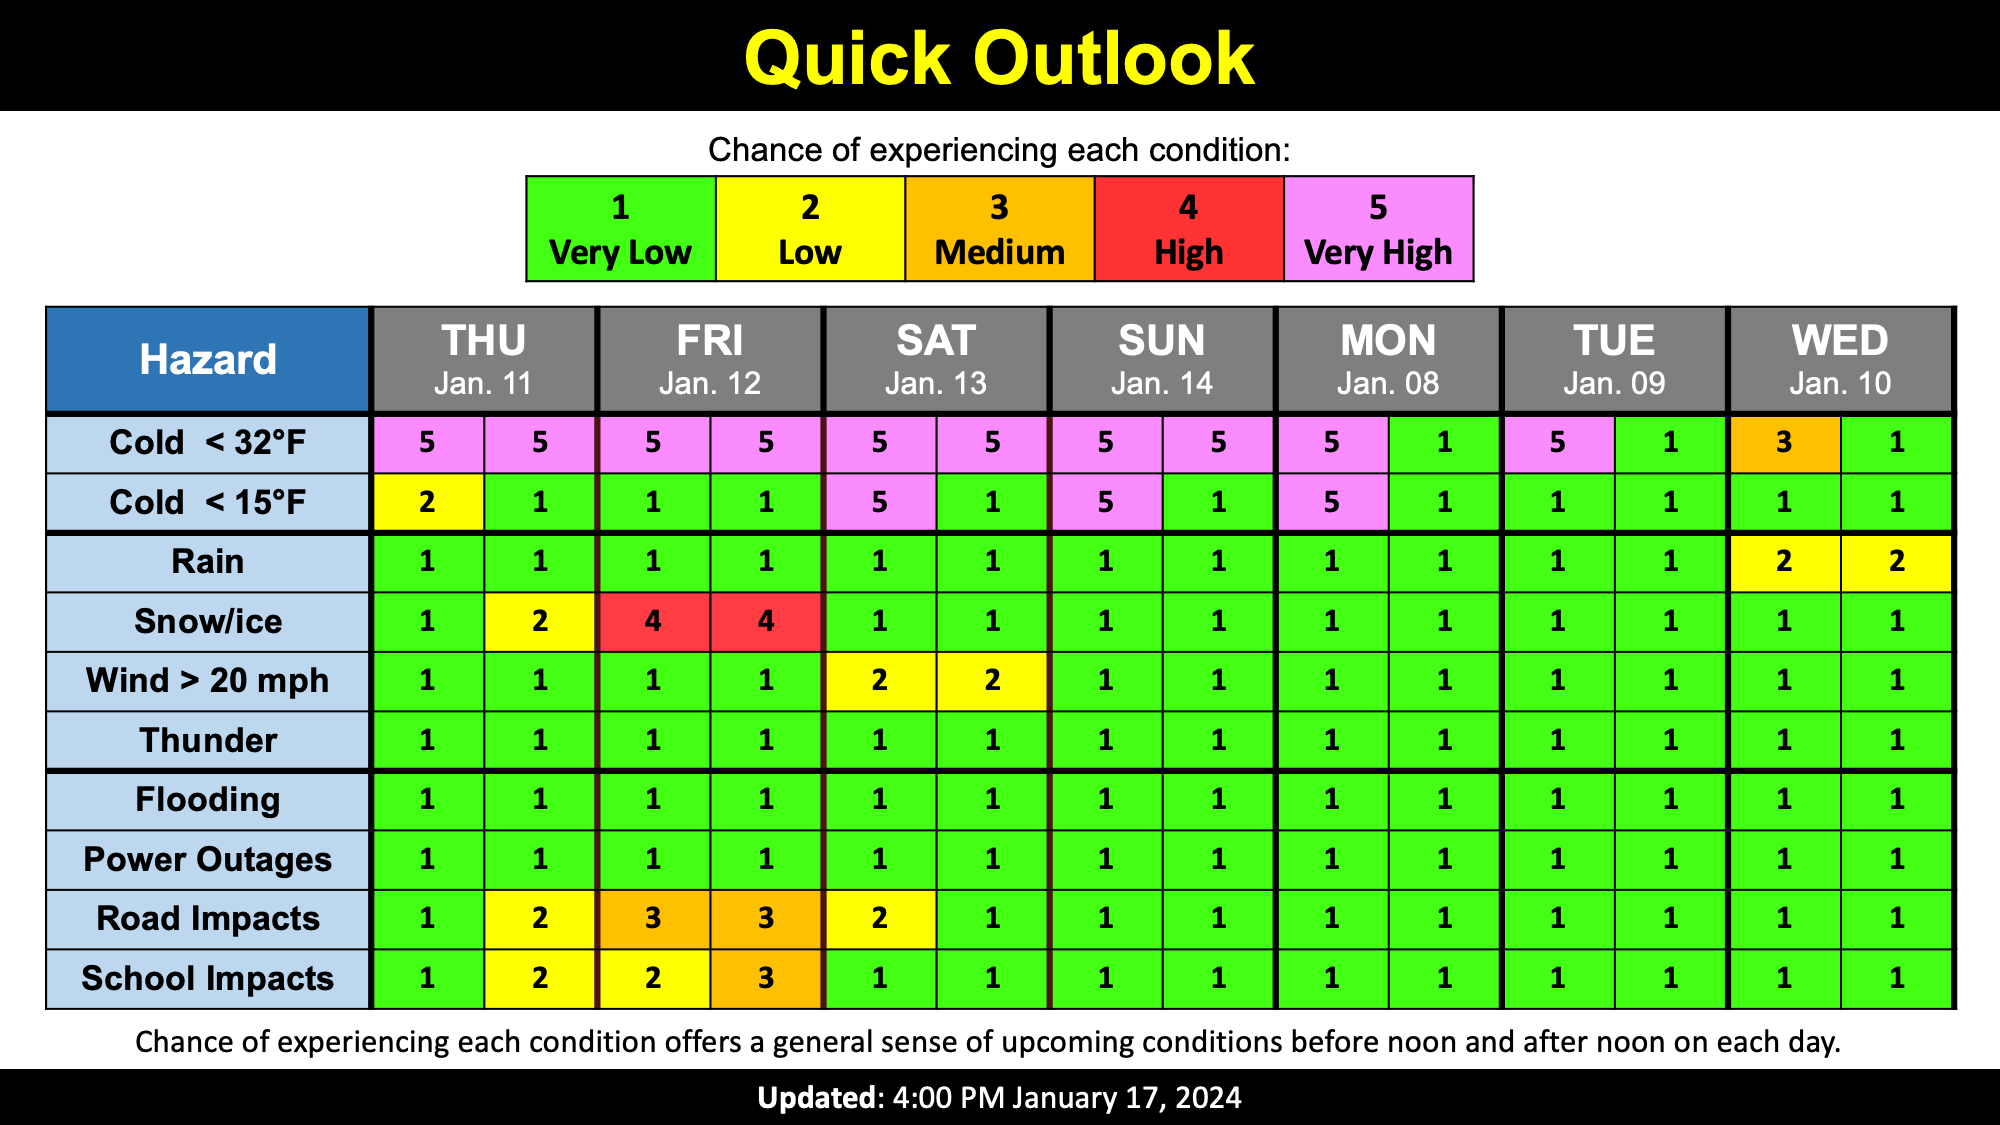 Quick Outlook
Chance of experiencing each condition:
1 2 3 4 5
Very Low Low Medium High Very High
Hazard THU FRI SAT SUN MON TUE WED
Jan. 11 Jan. 12 Jan. 13 Jan. 14 Jan. 08 Jan. 09 Jan. 10
Cold < 32°F 5 5 5 5 5 5 5 5 5 1 5 1 3 1
Cold < 15°F 2 1 1 1 5 1 5 1 5 1 1 1 1 1
Rain 1 1 1 1 1 1 1 1 1 1 1 1 2 2
Snow/ice 1 2 4 4 1 1 1 1 1 1 1 1 1 1
Wind > 20 mph 1 1 1 1 2 2 1 1 1 1 1 1 1 1
Thunder 1 1 1 1 1 1 1 1 1 1 1 1 1 1
Flooding 1 1 1 1 1 1 1 1 1 1 1 1 1 1
Power Outages 1 1 1 1 1 1 1 1 1 1 1 1 1 1
Road Impacts 1 2 3 3 2 1 1 1 1 1 1 1 1 1
School Impacts 1 2 2 3 1 1 1 1 1 1 1 1 1 1
Chance of experiencing each condition offers a general sense of upcoming conditions before noon and after noon on each day.
Updated: 4:00 PM January 17, 2024